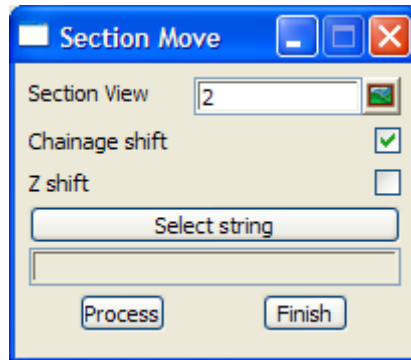 Section Move
Section View 2
Chainage shift
Z shift
Select string
Process Finish